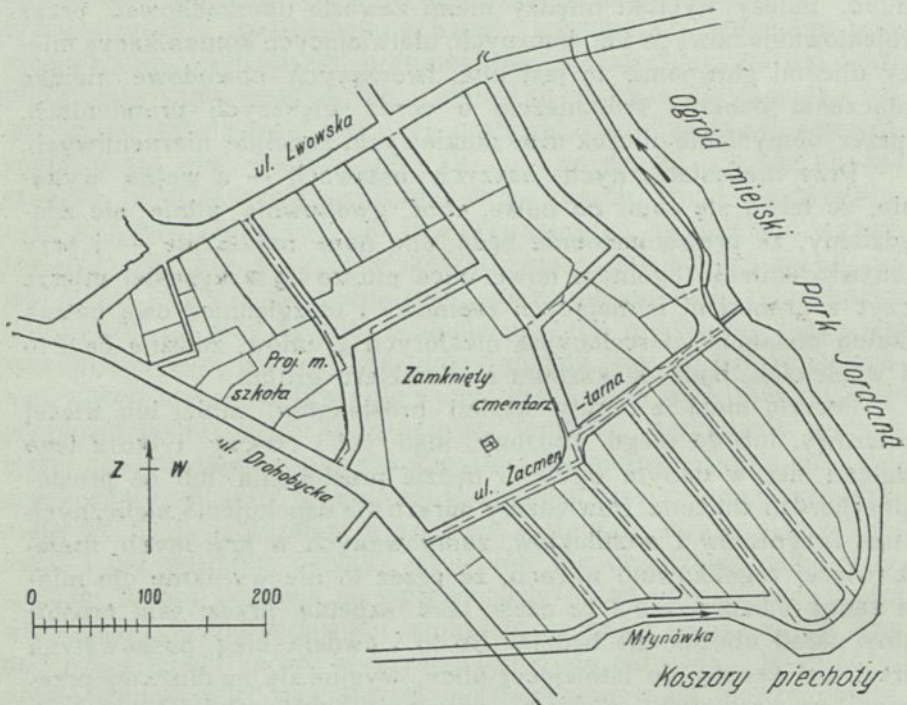 ul. Lwowska
Ogród miejski
park Jordana
Proj. m.
szkoła
Zamknięty
cmentarz
ul. Zacmen-
-tarna
ul. Drohobycka
Z W
0 100 200
Młynówka
Koszary piechoty